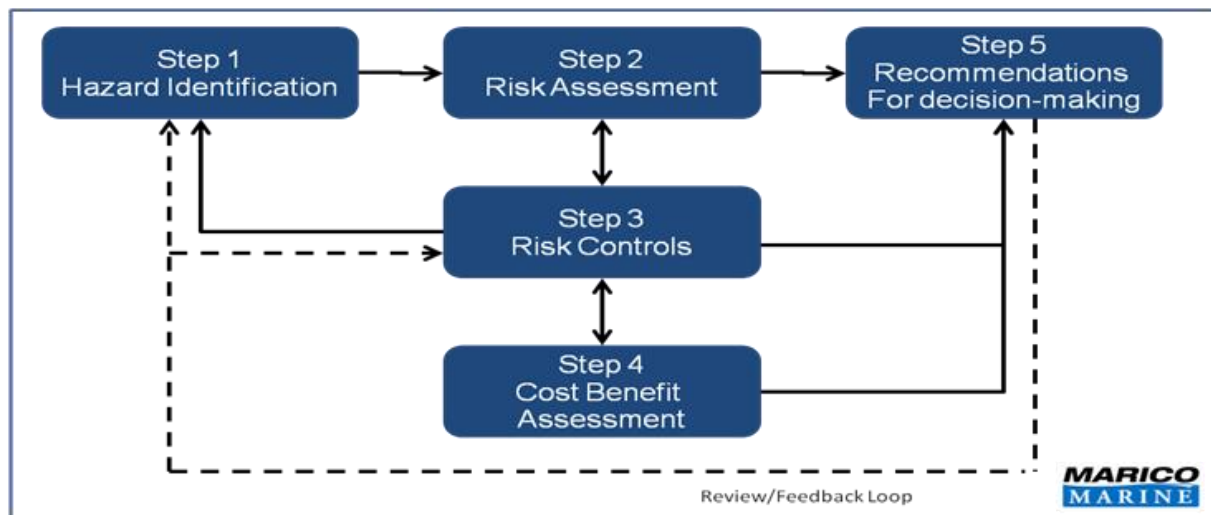 Step 1
Hazard Identification
Step 2
Risk Assessment
Step 5
Recommendations
For decision-making
Step 3
Risk Controls
Step 4
Cost Benefit
Assessment
Review/Feedback Loop
MARICO
MARINE